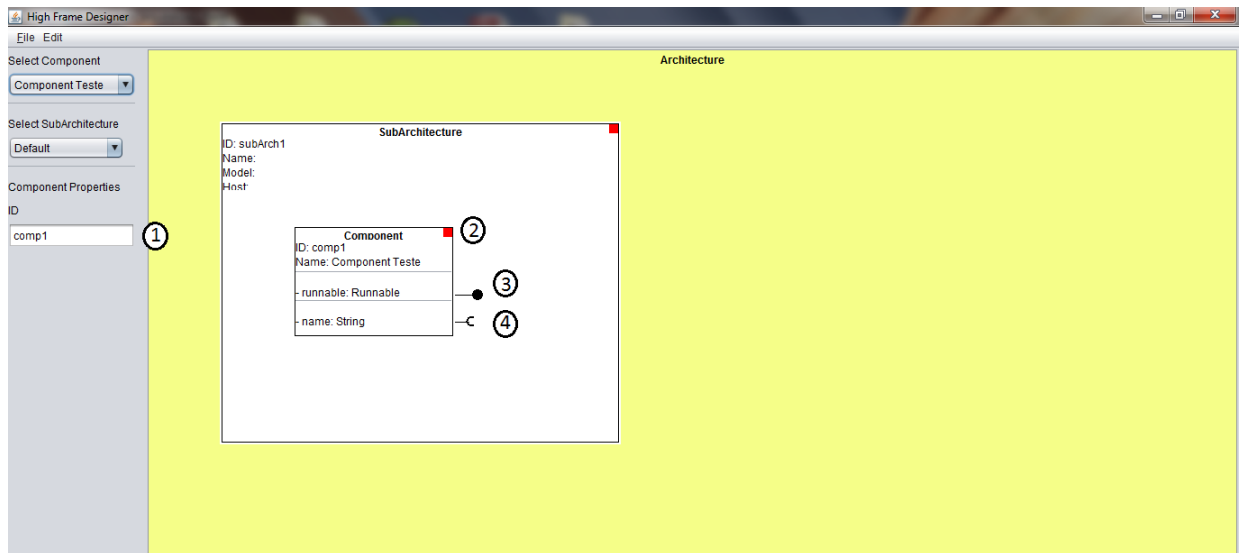 High Frame Designer
File Edit
Select Component
Architecture
Component Teste
Select SubArchitecture
Default
SubArchitecture
ID: subArch1
Name:
Model:
Host:
Component Properties
ID
comp1
1
Component
2
ID: comp1
Name: Component Teste
- runnable: Runnable
3
- name: String
4